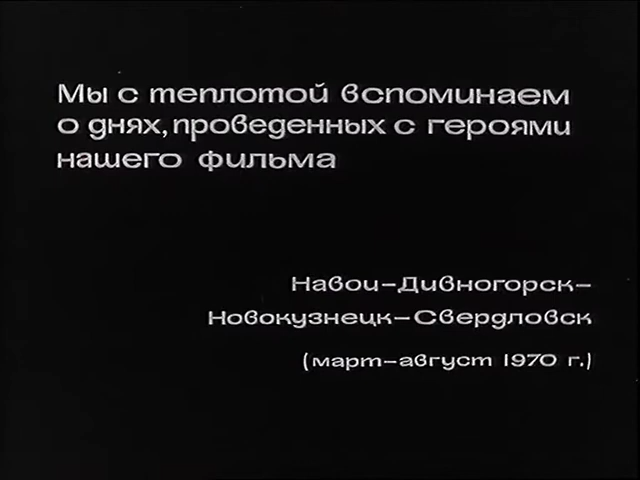 Мы с теплотой вспоминаем
о днях, проведенных с героями
нашего фильма
Навои-Дивногорск-
Новокузнецк-Свердловск
(март-август 1970 г.)